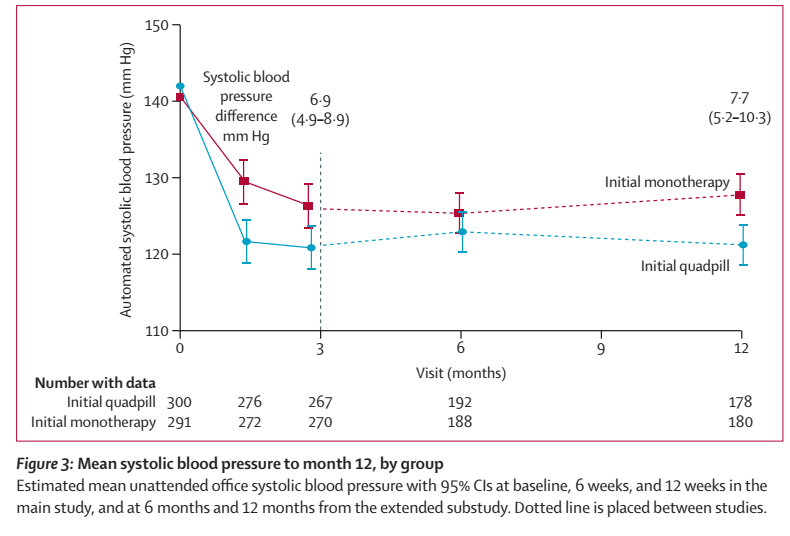 150
140
130
120
110
Automated systolic blood pressure (mm Hg)
Systolic blood
pressure
difference
mm Hg
6·9
(4·9–8·9)
7·7
(5·2–10·3)
Initial monotherapy
Initial quadpill
0 3 6 9 12
Visit (months)
Number with data
Initial quadpill 300 276 267 192 178
Initial monotherapy 291 272 270 188 180
Figure 3: Mean systolic blood pressure to month 12, by group
Estimated mean unattended office systolic blood pressure with 95% CIs at baseline, 6 weeks, and 12 weeks in the
main study, and at 6 months and 12 months from the extended substudy. Dotted line is placed between studies.